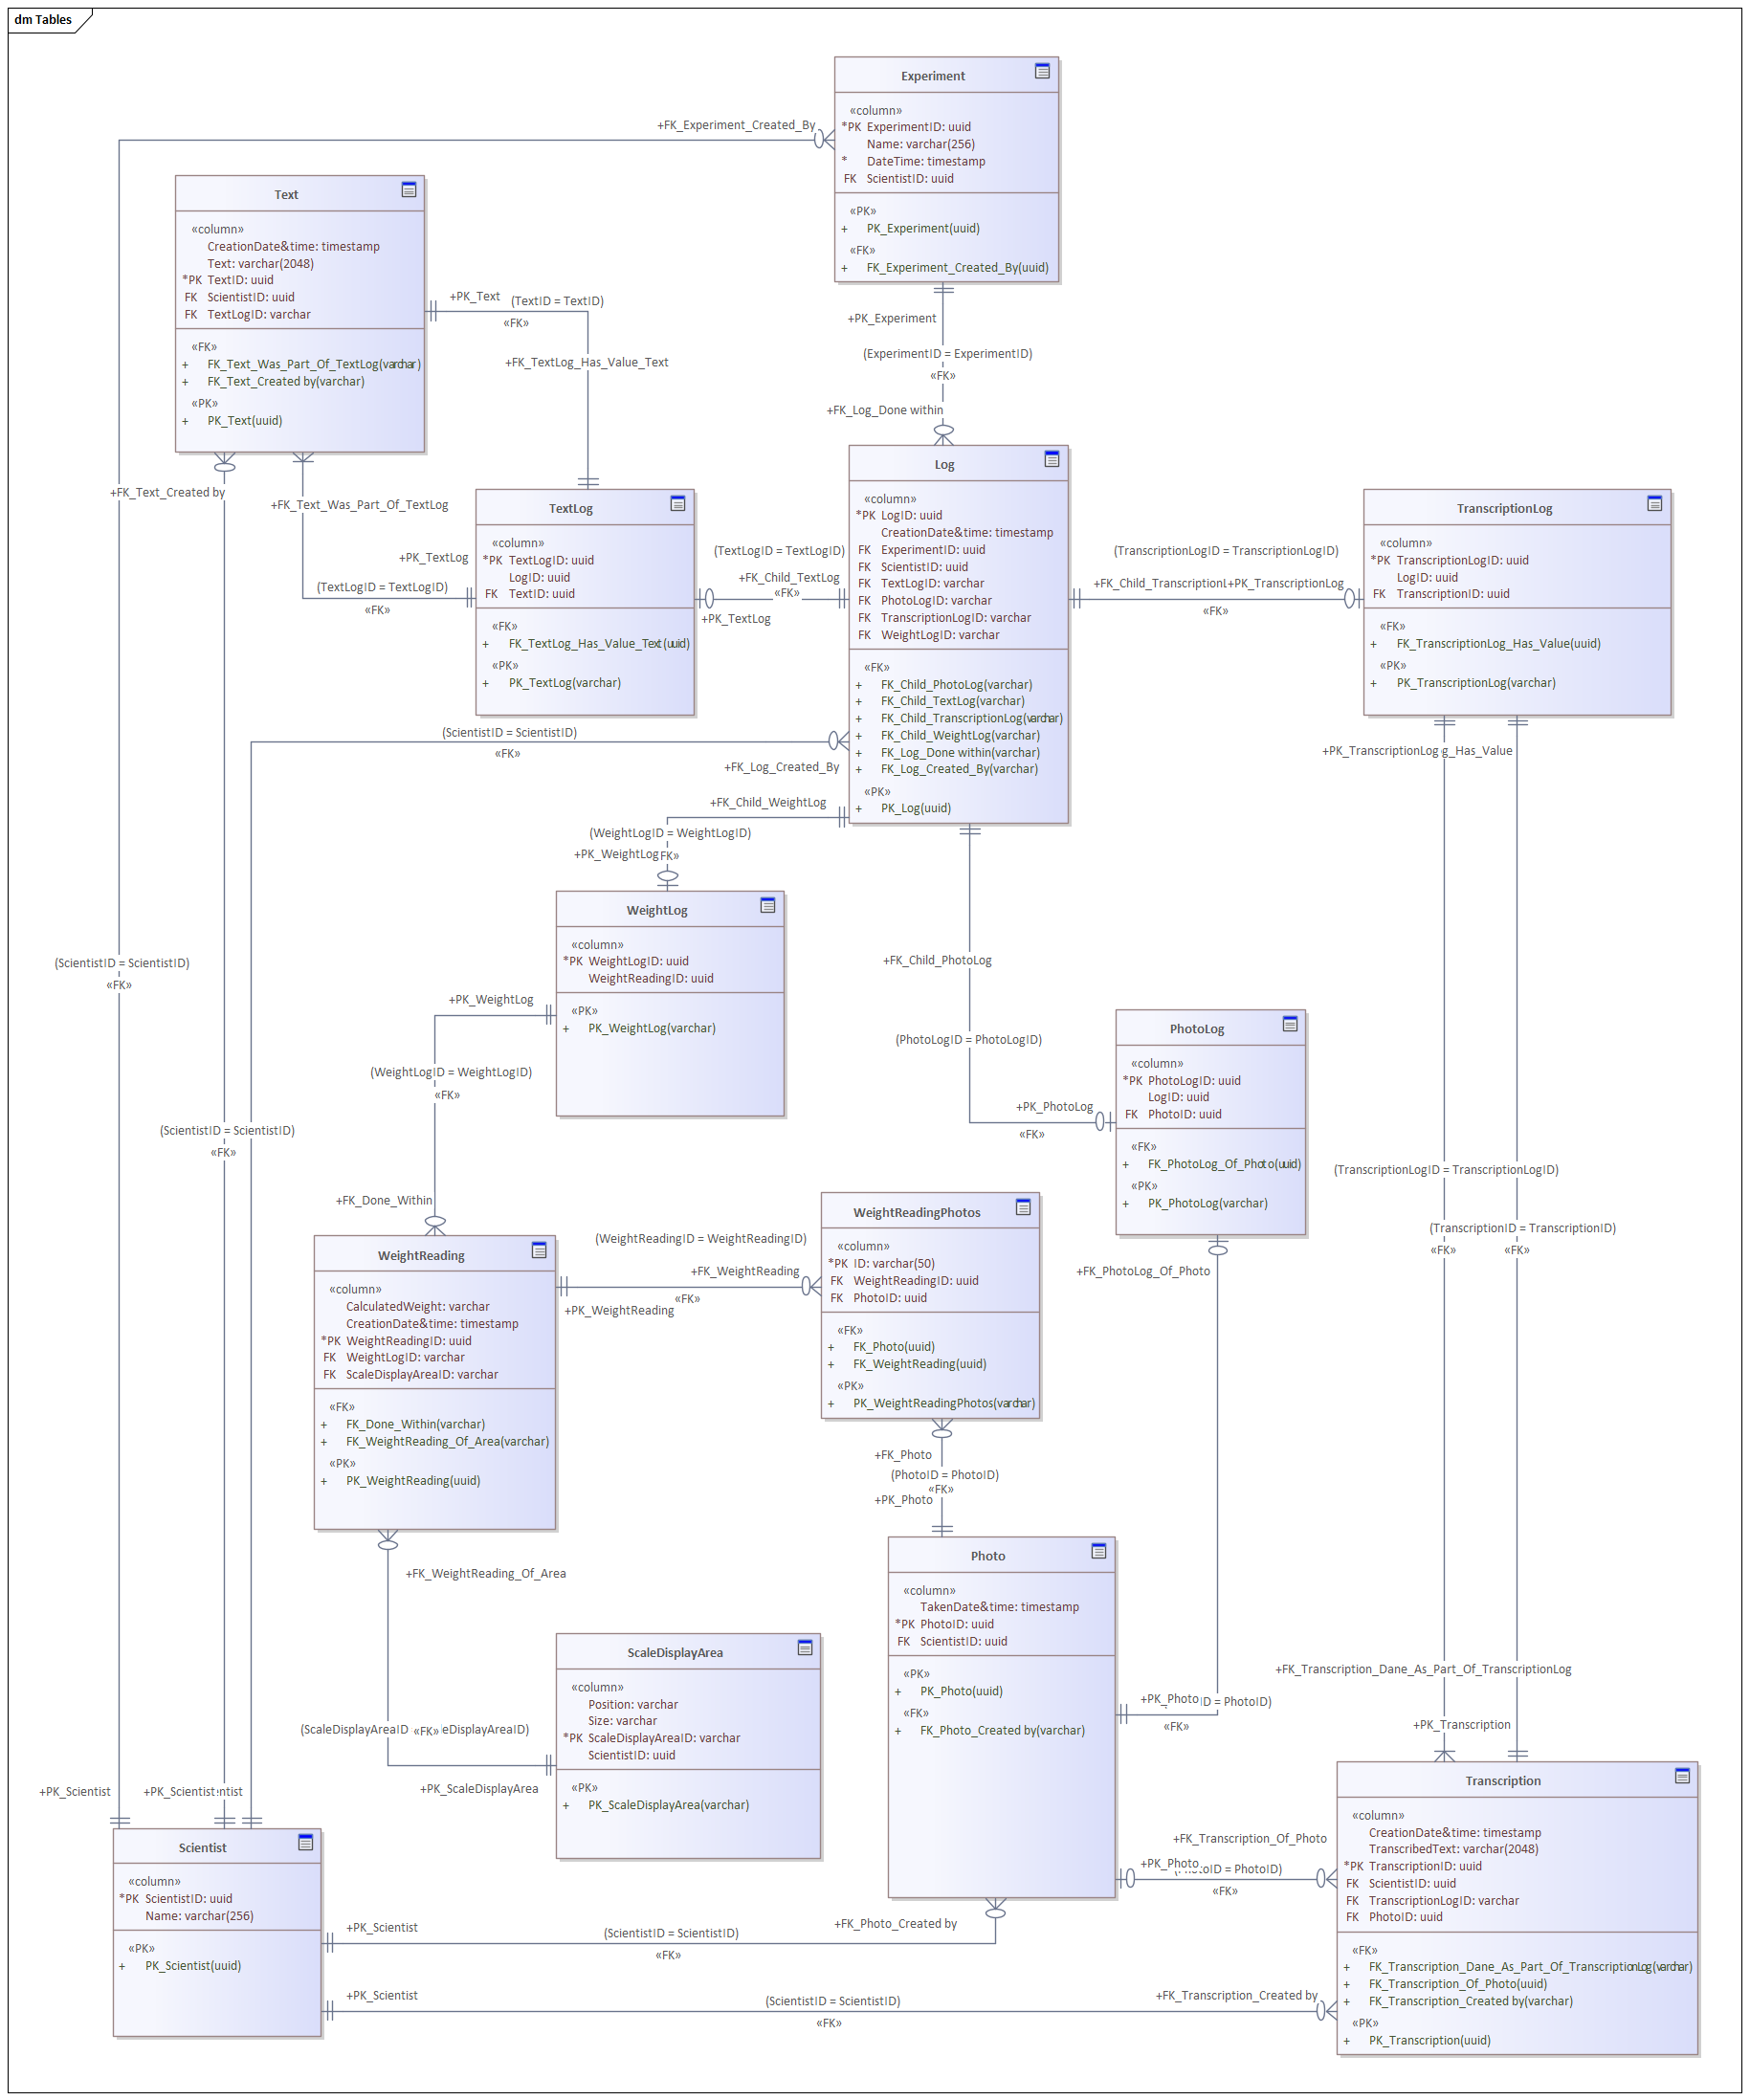 dm Tables
Experiment
«column»
*PK ExperimentID: uuid
Name: varchar(256)
* DateTime: timestamp
FK ScientistID: uuid
«PK»
+ PK_Experiment(uuid)
«FK»
+ FK_Experiment_Created_By(uuid)
+FK_Experiment_Created_By
Text
«column»
CreationDate&time: timestamp
Text: varchar(2048)
*PK TextID: uuid
FK ScientistID: uuid
FK TextLogID: varchar
«FK»
+ FK_Text_Was_Part_Of_TextLog(varchar)
+ FK_Text_Created by(varchar)
«PK»
+ PK_Text(uuid)
+PK_Text
(TextID = TextID)
«FK»
+FK_TextLog_Has_Value_Text
+PK_Experiment
(ExperimentID = ExperimentID)
«FK»
+FK_Log_Done within
+FK_Text_Created by
+FK_Text_Was_Part_Of_TextLog
+PK_TextLog
(TextLogID = TextLogID)
«FK»
TextLog
«column»
*PK TextLogID: uuid
LogID: uuid
FK TextID: uuid
«FK»
+ FK_TextLog_Has_Value_Text(uuid)
«PK»
+ PK_TextLog(varchar)
(TextLogID = TextLogID)
+FK_Child_TextLog
«FK»
+PK_TextLog
Log
«column»
*PK LogID: uuid
CreationDate&time: timestamp
FK ExperimentID: uuid
FK ScientistID: uuid
FK TextLogID: varchar
FK PhotoLogID: varchar
FK TranscriptionLogID: varchar
FK WeightLogID: varchar
«FK»
+ FK_Child_PhotoLog(varchar)
+ FK_Child_TextLog(varchar)
+ FK_Child_TranscriptionLog(varchar)
+ FK_Child_WeightLog(varchar)
+ FK_Log_Done within(varchar)
+ FK_Log_Created_By(varchar)
«PK»
+ PK_Log(uuid)
(TranscriptionLogID = TranscriptionLogID)
+FK_Child_Transcription
+PK_TranscriptionLog
«FK»
TranscriptionLog
«column»
*PK TranscriptionLogID: uuid
LogID: uuid
FK TranscriptionID: uuid
«FK»
+ FK_TranscriptionLog_Has_Value(uuid)
«PK»
+ PK_TranscriptionLog(varchar)
+PK_TranscriptionLog
g_Has_Value
(ScientistID = ScientistID)
«FK»
+FK_Log_Created_By
+FK_Child_WeightLog
(WeightLogID = WeightLogID)
+PK_WeightLog
FK»
WeightLog
«column»
*PK WeightLogID: uuid
WeightReadingID: uuid
«PK»
+ PK_WeightLog(varchar)
(ScientistID = ScientistID)
«FK»
+FK_Child_PhotoLog
+PK_WeightLog
(WeightLogID = WeightLogID)
«FK»
(PhotoLogID = PhotoLogID)
+PK_PhotoLog
«FK»
PhotoLog
«column»
*PK PhotoLogID: uuid
LogID: uuid
FK PhotoID: uuid
«FK»
+ FK_PhotoLog_Of_Photo(uuid)
«PK»
+ PK_PhotoLog(varchar)
(ScientistID = ScientistID)
«FK»
+FK_Done_Within
(TranscriptionLogID = TranscriptionLogID)
(TranscriptionID = TranscriptionID)
«FK»
«FK»
WeightReading
«column»
CalculatedWeight: varchar
CreationDate&time: timestamp
*PK WeightReadingID: uuid
FK WeightLogID: varchar
FK ScaleDisplayAreaID: varchar
«FK»
+ FK_Done_Within(varchar)
+ FK_WeightReading_Of_Area(varchar)
«PK»
+ PK_WeightReading(uuid)
(WeightReadingID = WeightReadingID)
+FK_WeightReading
«FK»
+PK_WeightReading
WeightReadingPhotos
«column»
*PK ID: varchar(50)
FK WeightReadingID: uuid
FK PhotoID: uuid
«FK»
+ FK_Photo(uuid)
+ FK_WeightReading(uuid)
«PK»
+ PK_WeightReadingPhotos(varchar)
+FK_PhotoLog_Of_Photo
+FK_Photo
(PhotoID = PhotoID)
«FK»
+PK_Photo
+FK_WeightReading_Of_Area
Photo
«column»
TakenDate&time: timestamp
*PK PhotoID: uuid
FK ScientistID: uuid
«PK»
+ PK_Photo(uuid)
«FK»
+ FK_Photo_Created by(varchar)
ScaleDisplayArea
«column»
Position: varchar
Size: varchar
*PK ScaleDisplayAreaID: varchar
ScientistID: uuid
«PK»
+ PK_ScaleDisplayArea(varchar)
(ScaleDisplayAreaID
«FK»
eDisplayAreaID)
+PK_ScaleDisplayArea
+PK_Photo
ID = PhotoID)
«FK»
+FK_Transcription_Dane_As_Part_Of_TranscriptionLog
+PK_Transcription
+PK_Scientist
+PK_Scientist
ntist
Scientist
«column»
*PK ScientistID: uuid
Name: varchar(256)
«PK»
+ PK_Scientist(uuid)
+FK_Transcription_Of_Photo
+PK_Photo
ID = PhotoID)
«FK»
Transcription
«column»
CreationDate&time: timestamp
TranscribedText: varchar(2048)
*PK TranscriptionID: uuid
FK ScientistID: uuid
FK TranscriptionLogID: varchar
FK PhotoID: uuid
«FK»
+ FK_Transcription_Dane_As_Part_Of_TranscriptionLog(varchar)
+ FK_Transcription_Of_Photo(uuid)
+ FK_Transcription_Created by(varchar)
«PK»
+ PK_Transcription(uuid)
+PK_Scientist
(ScientistID = ScientistID)
«FK»
+FK_Photo_Created by
+PK_Scientist
(ScientistID = ScientistID)
«FK»
+FK_Transcription_Created by